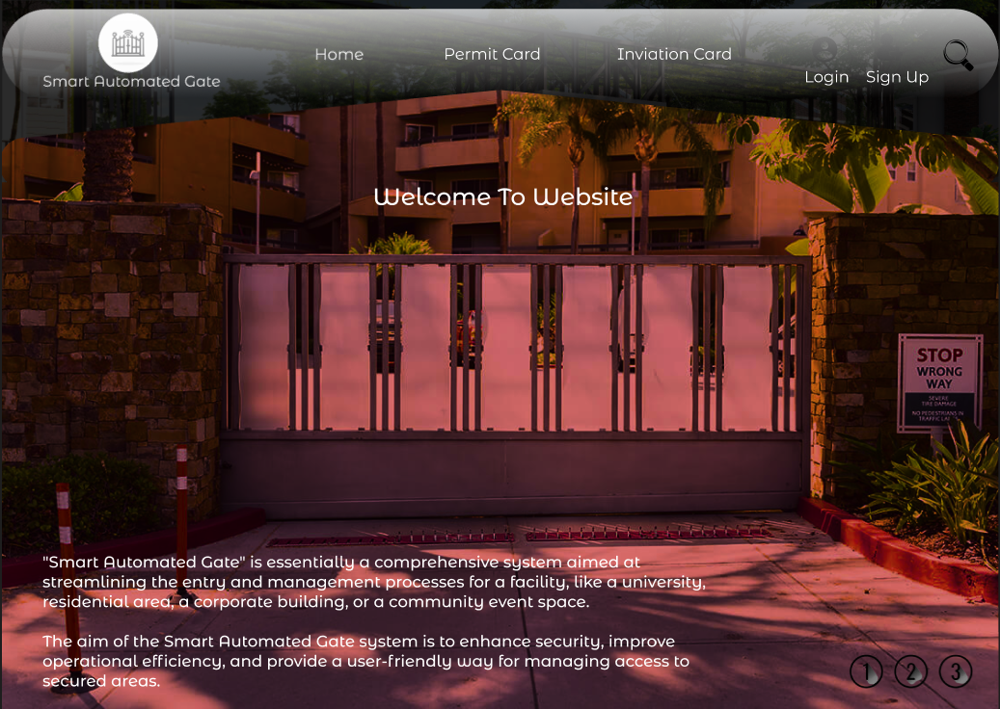 Smart Automated Gate
Home
Permit Card
Inviation Card
Login
Sign Up
Welcome To Website
STOP
WRONG
WAY
SEVERE
TIRE DAMAGE
NO PEDESTRIANS IN
"Smart Automated Gate" is essentially a comprehensive system aimed at
streamlining the entry and management processes for a facility, like a university,
residential area, a corporate building, or a community event space.
The aim of the Smart Automated Gate system is to enhance security, improve
operational efficiency, and provide a user-friendly way for managing access to
secured areas.
1 2 3